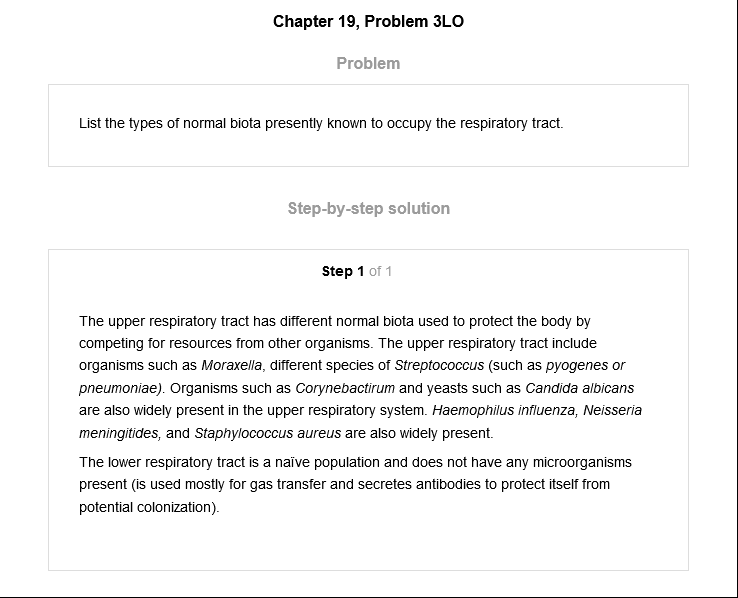 Chapter 19, Problem 3LO
Problem
List the types of normal biota presently known to occupy the respiratory tract.
Step-by-step solution
Step 1 of 1
The upper respiratory tract has different normal biota used to protect the body by
competing for resources from other organisms. The upper respiratory tract include
organisms such as Moraxella, different species of Streptococcus (such as pyogenes or
pneumoniae). Organisms such as Corynebactirum and yeasts such as Candida albicans
are also widely present in the upper respiratory system. Haemophilus influenza, Neisseria
meningitides, and Staphylococcus aureus are also widely present.
The lower respiratory tract is a naïve population and does not have any microorganisms
present (is used mostly for gas transfer and secretes antibodies to protect itself from
potential colonization).